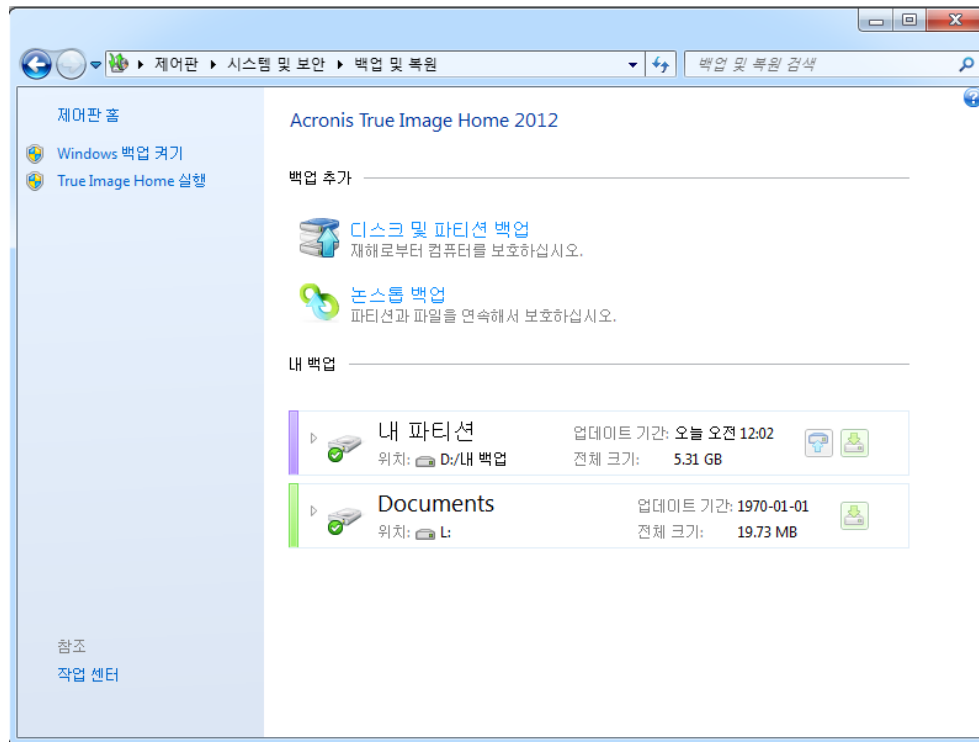 제어판 ▸ 시스템 및 보안 ▸ 백업 및 복원
백업 및 복원 검색
제어판 홈
Windows 백업 켜기
True Image Home 실행
Acronis True Image Home 2012
백업 추가
디스크 및 파티션 백업
재해로부터 컴퓨터를 보호하십시오.
논스톱 백업
파티션과 파일을 연속해서 보호하십시오.
내 백업
내 파티션
업데이트 기간: 오늘 오전 12:02
위치: D:/내 백업
전체 크기: 5.31 GB
Documents
업데이트 기간: 1970-01-01
위치: L:
전체 크기: 19.73 MB
참조
작업 센터